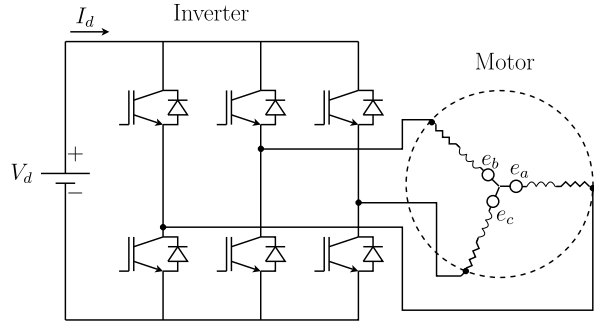 I_d
Inverter
Motor
V_d
+
−
e_b
e_a
e_c